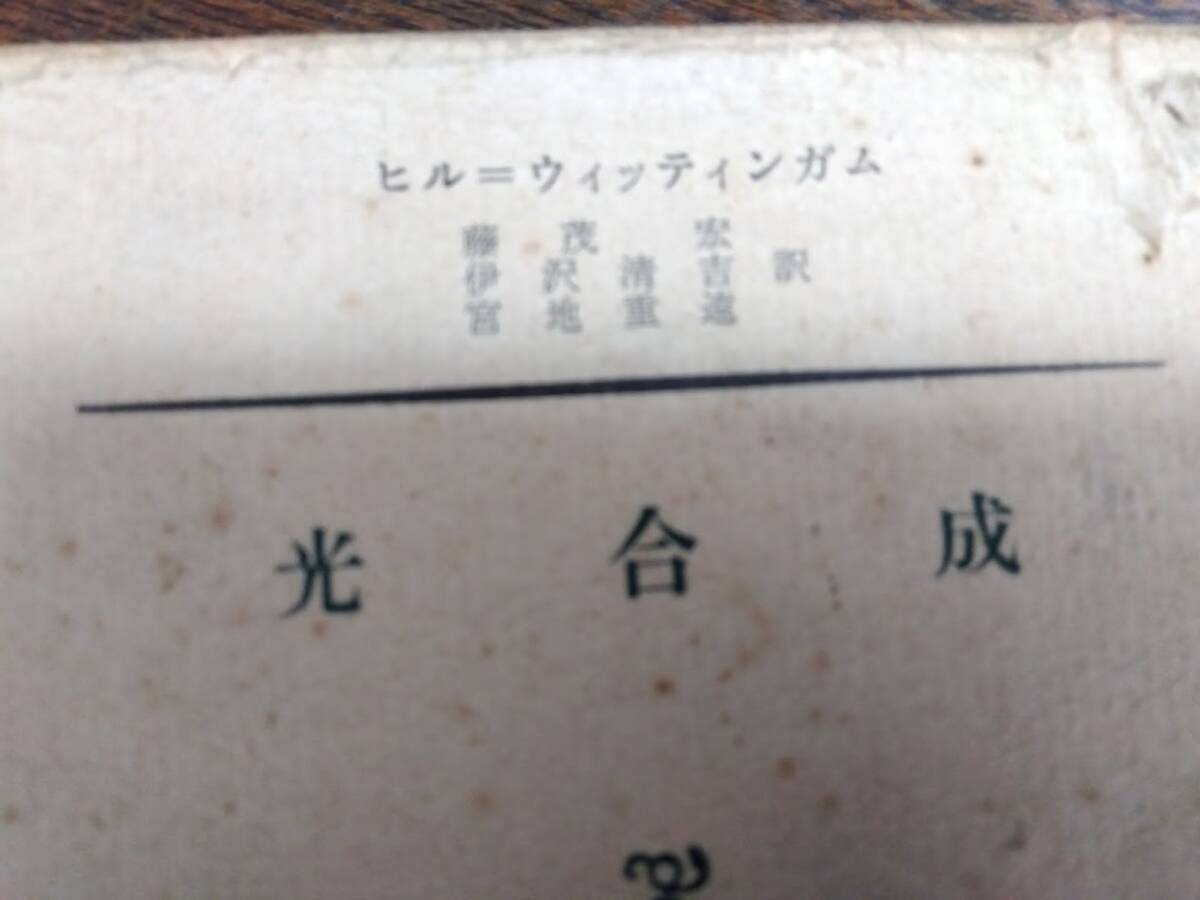 ヒル＝ウィッティンガム
藤 茂 宏
伊 沢 清 吉 訳
宮 地 重 遠
光 合 成